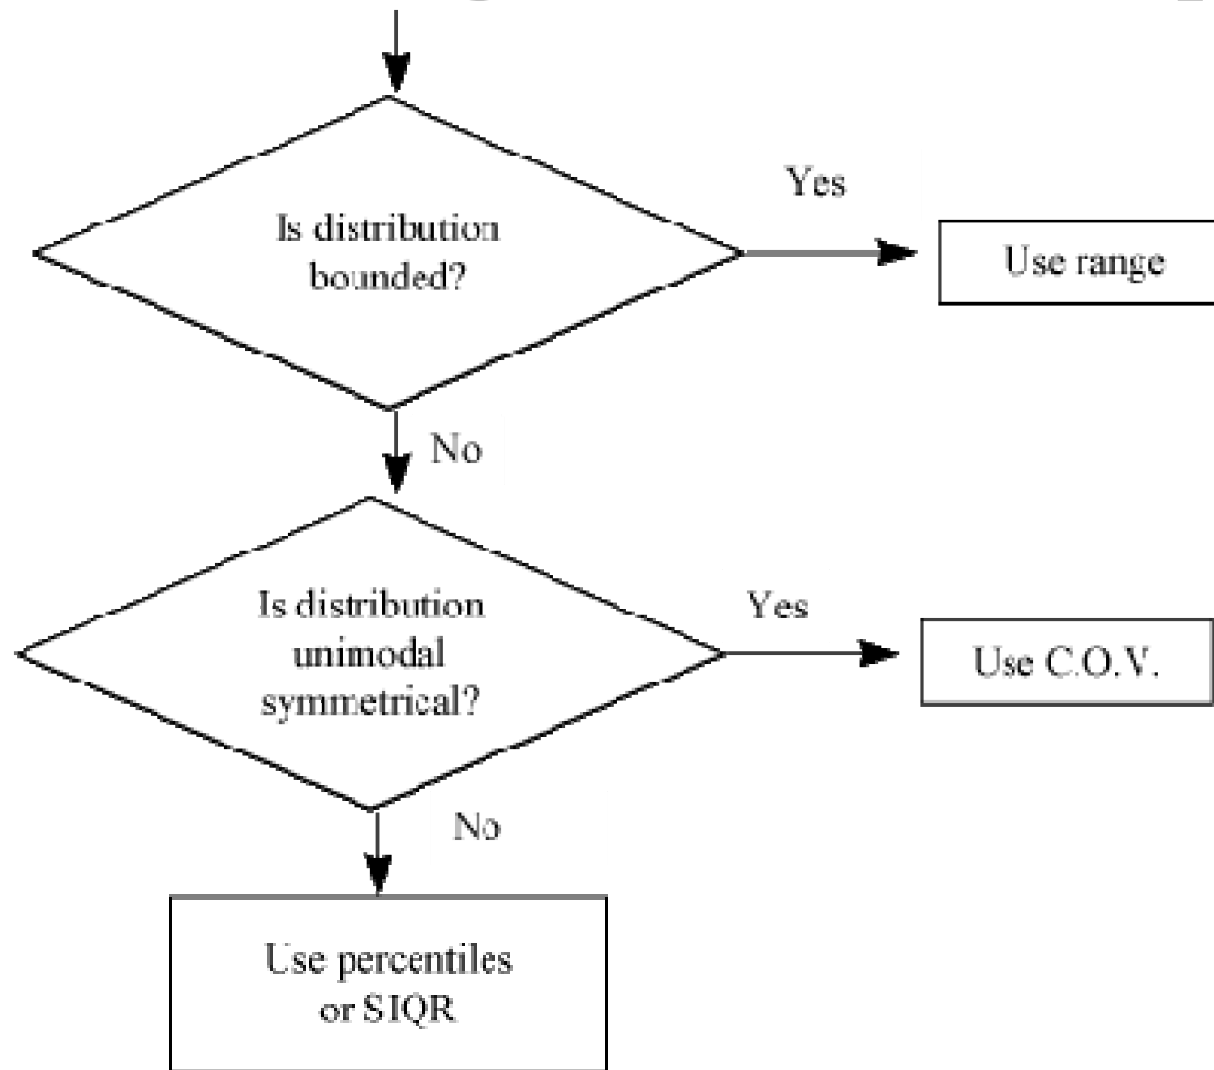 Is distribution
bounded?
Yes
Use range
No
Is distribution
unimodal
symmetrical?
Yes
Use C.O.V.
No
Use percentiles
or SIQR